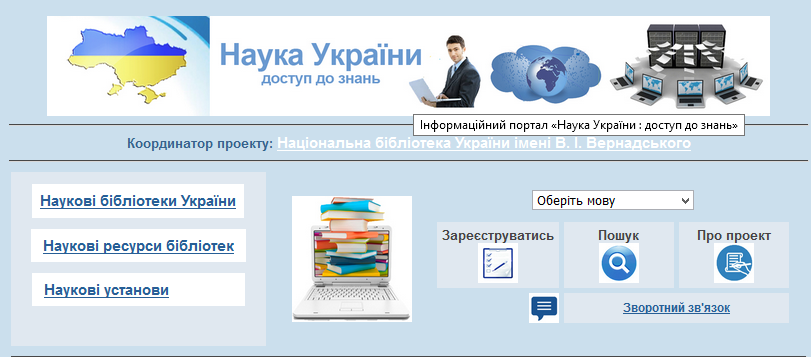 Наука України
доступ до знань
Інформаційний портал «Наука України : доступ до знань»
Координатор проекту: Національна бібліотека України імені В. І. Вернадського
Наукові бібліотеки України
Наукові ресурси бібліотек
Наукові установи
Оберіть мову
Зареєструватись
Пошук
Про проект
Зворотний зв'язок